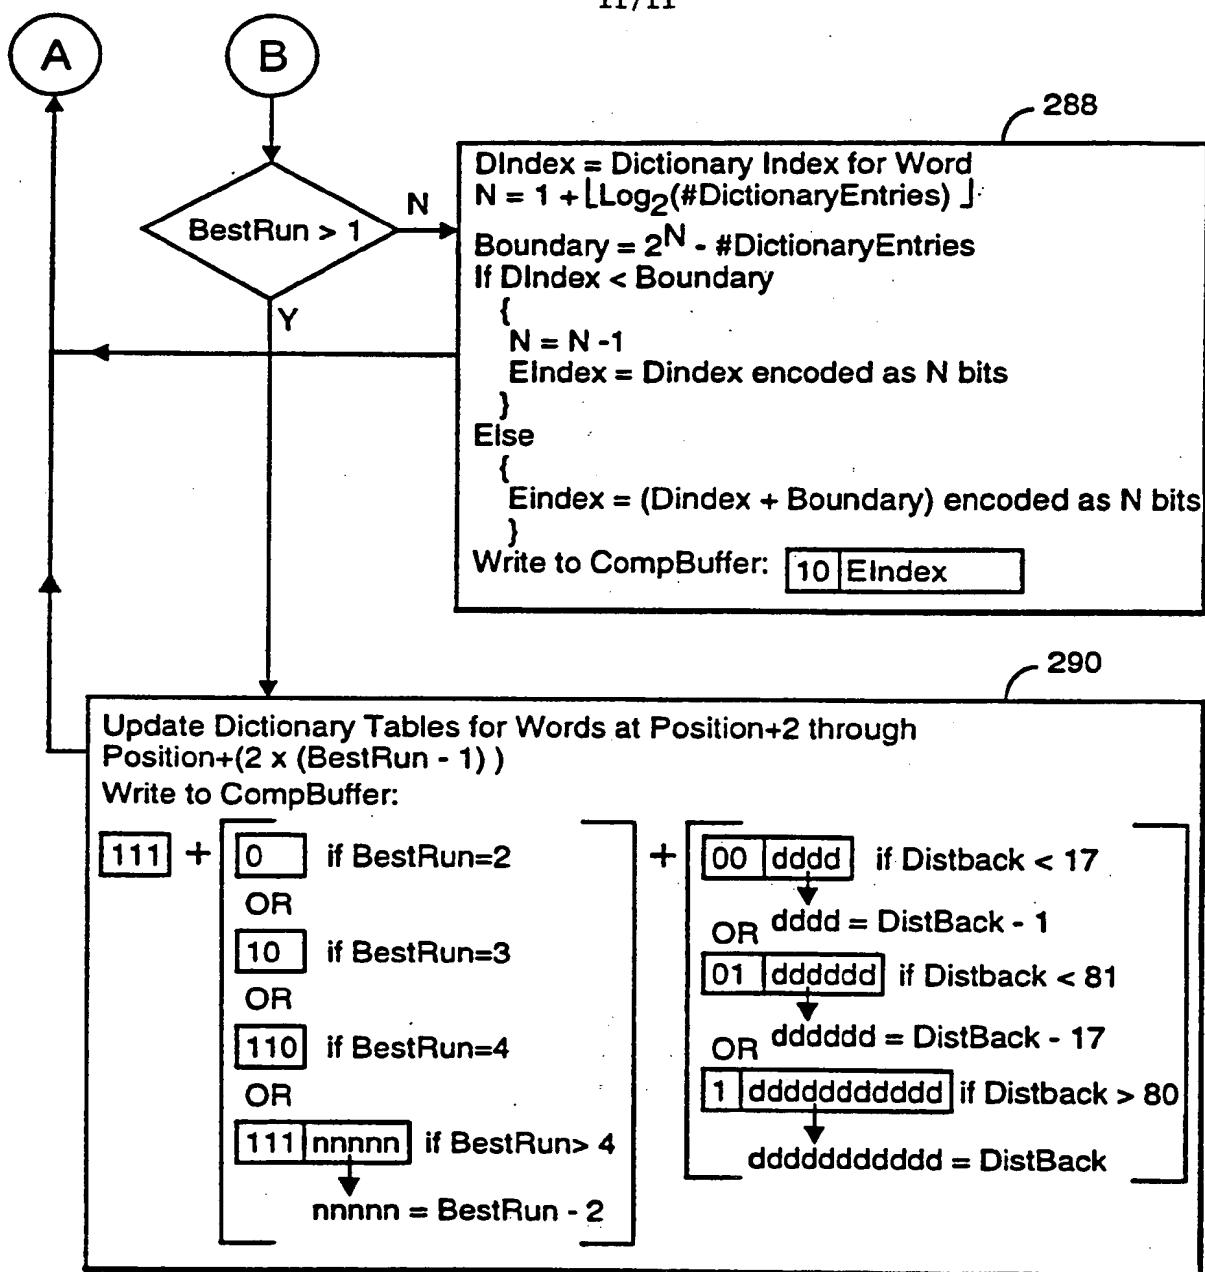 11/11
A
B
288
BestRun > 1
N
Y
DIndex = Dictionary Index for Word
N = 1 + ⌊Log2(#DictionaryEntries) ⌋
Boundary = 2^N - #DictionaryEntries
If DIndex < Boundary
{
N = N -1
EIndex = Dindex encoded as N bits
}
Else
{
Eindex = (Dindex + Boundary) encoded as N bits
}
Write to CompBuffer: 10 EIndex
290
Update Dictionary Tables for Words at Position+2 through
Position+(2 x (BestRun - 1) )
Write to CompBuffer:
111 +
0 if BestRun=2
OR
10 if BestRun=3
OR
110 if BestRun=4
OR
111 nnnnn if BestRun> 4
nnnnn = BestRun - 2
+
00 dddd if Distback < 17
dddd = DistBack - 1
OR
01 dddddd if Distback < 81
dddddd = DistBack - 17
OR
1 ddddddddddd if Distback > 80
ddddddddddd = DistBack